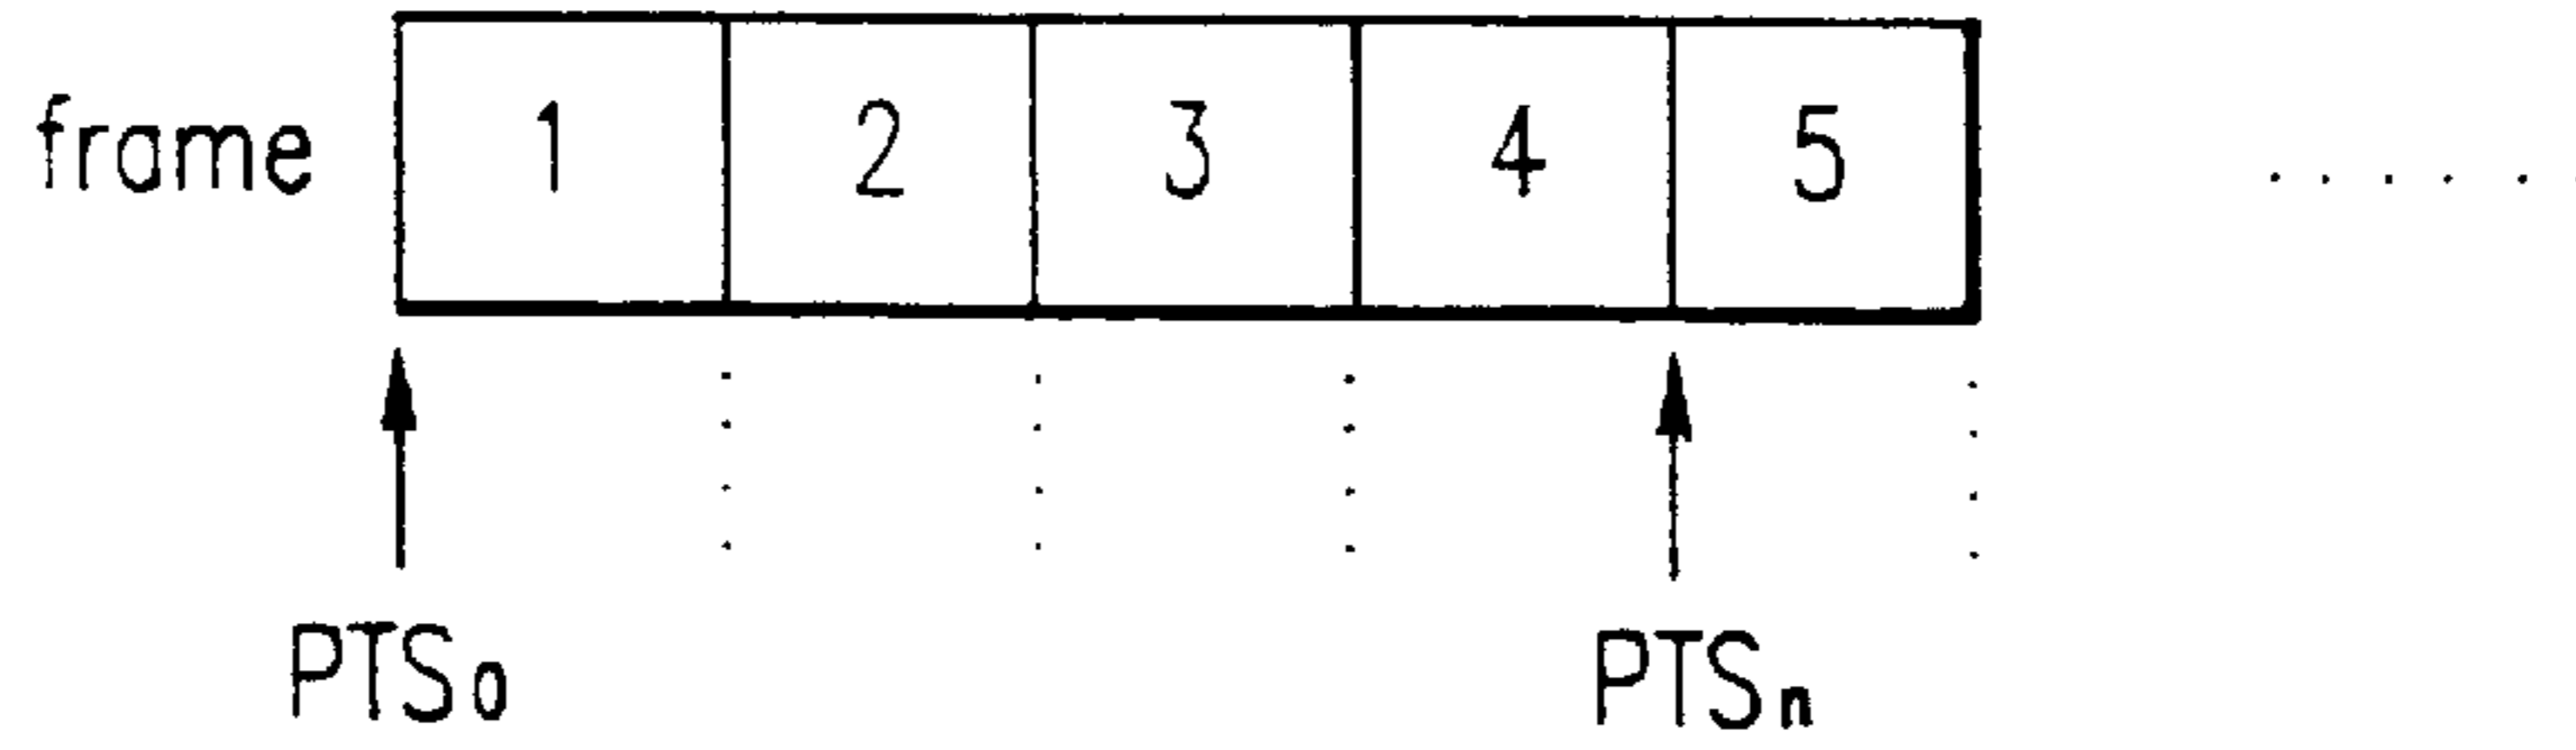 frame 1 2 3 4 5 . . . . . .
PTS₀ PTSₙ